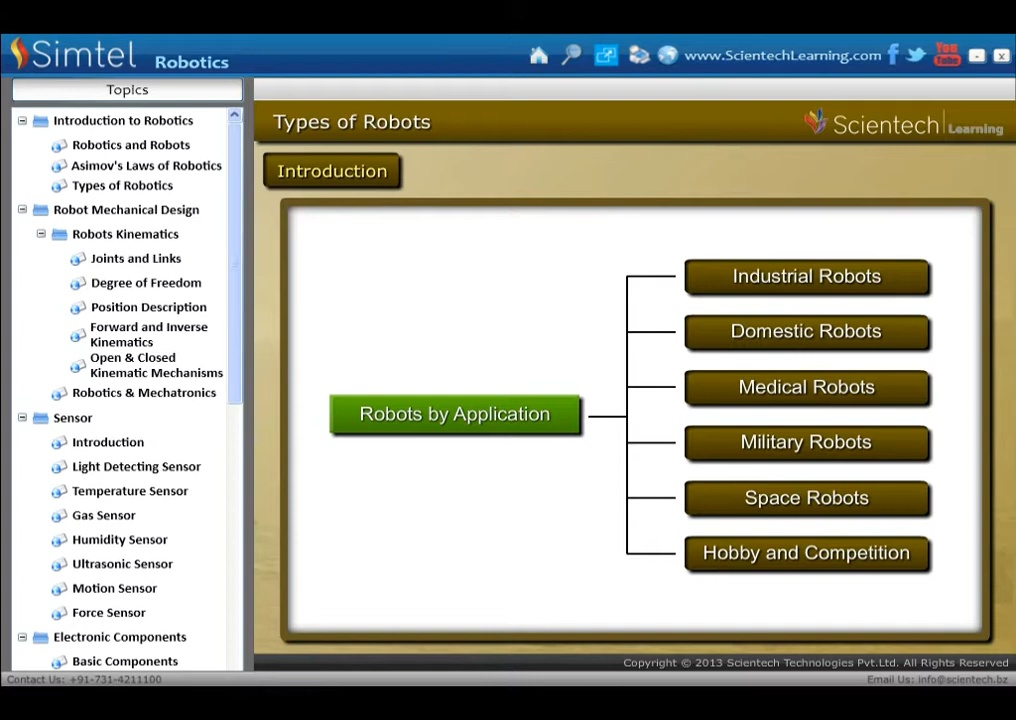 Simtel Robotics
www.ScientechLearning.com
You
Tube
Topics
Introduction to Robotics
Robotics and Robots
Asimov's Laws of Robotics
Types of Robotics
Robot Mechanical Design
Robots Kinematics
Joints and Links
Degree of Freedom
Position Description
Forward and Inverse
Kinematics
Open & Closed
Kinematic Mechanisms
Robotics & Mechatronics
Sensor
Introduction
Light Detecting Sensor
Temperature Sensor
Gas Sensor
Humidity Sensor
Ultrasonic Sensor
Motion Sensor
Force Sensor
Electronic Components
Basic Components
Types of Robots
Scientech Learning
Introduction
Robots by Application
Industrial Robots
Domestic Robots
Medical Robots
Military Robots
Space Robots
Hobby and Competition
Copyright © 2013 Scientech Technologies Pvt.Ltd. All Rights Reserved
Contact Us: +91-731-4211100
Email Us: info@scientech.bz